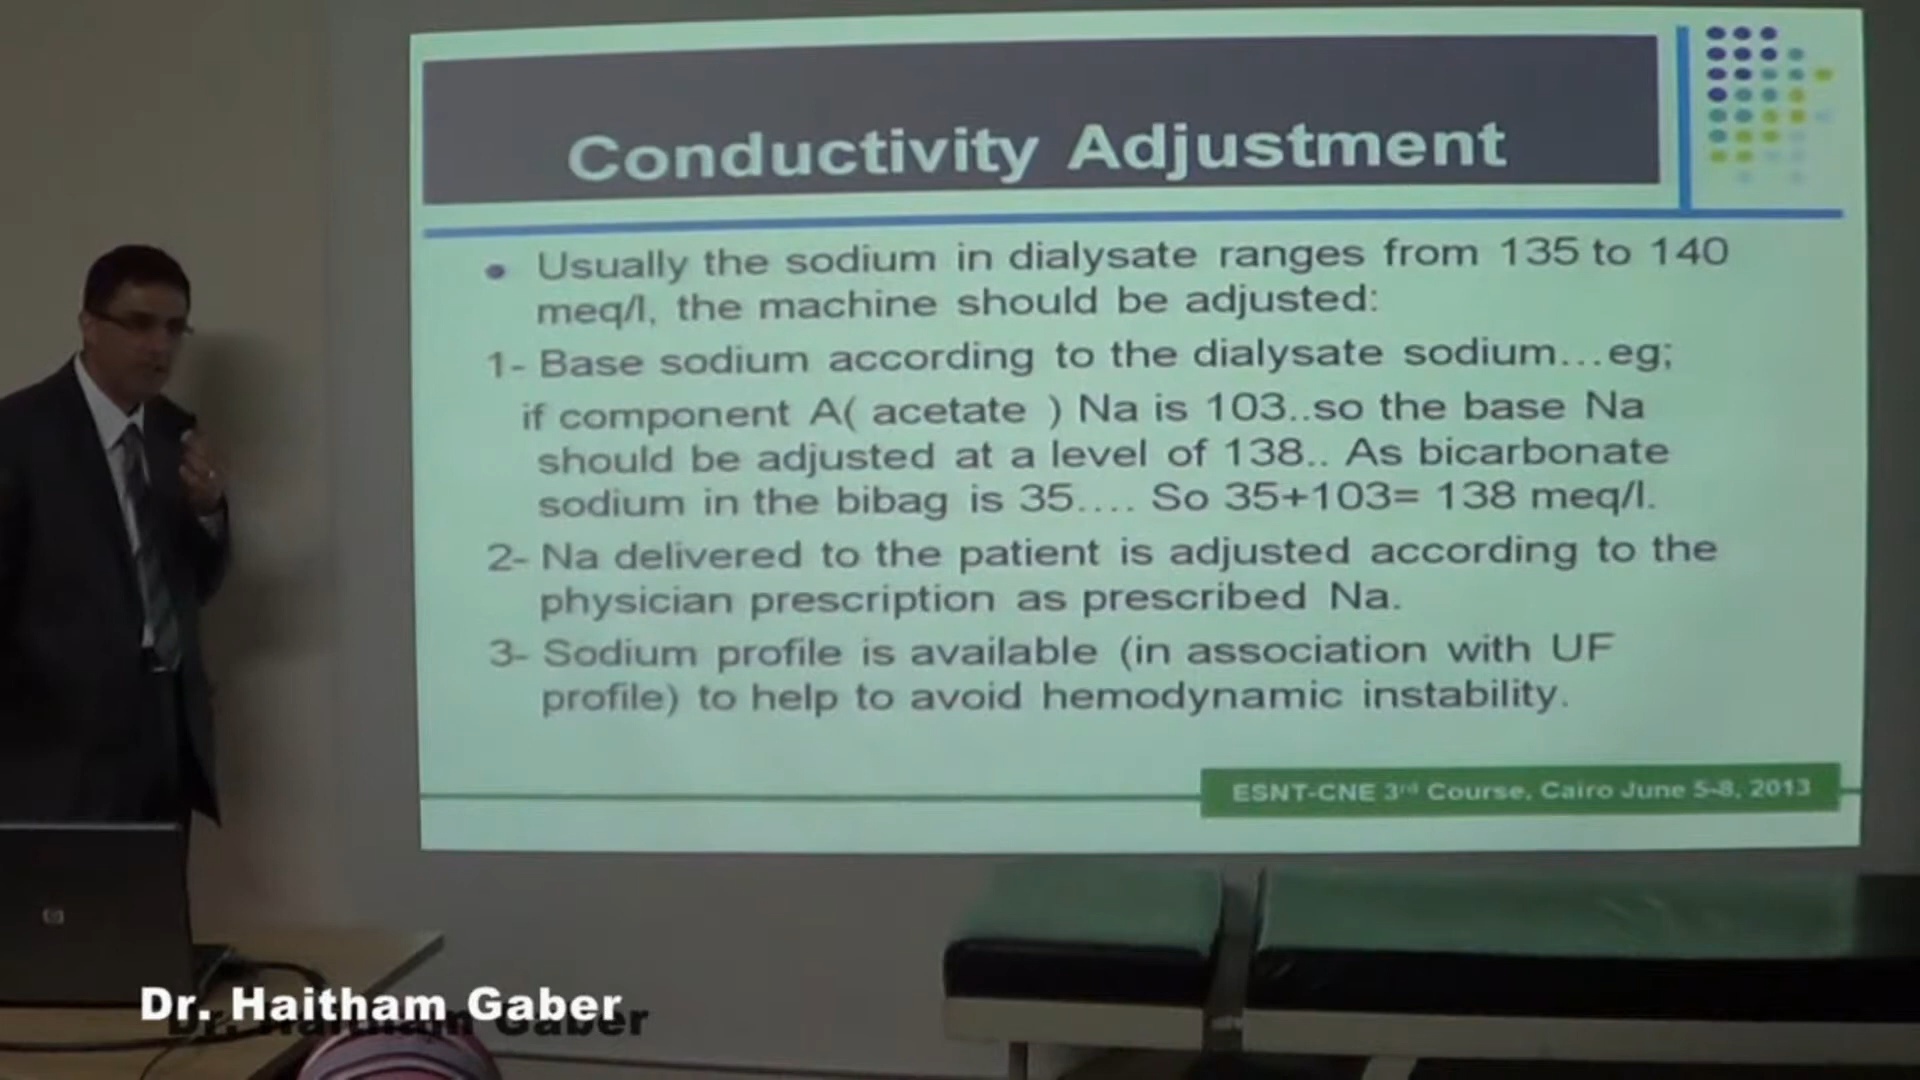 Conductivity Adjustment
• Usually the sodium in dialysate ranges from 135 to 140
meq/l, the machine should be adjusted:
1- Base sodium according to the dialysate sodium...eg;
if component A( acetate ) Na is 103..so the base Na
should be adjusted at a level of 138.. As bicarbonate
sodium in the bibag is 35.... So 35+103= 138 meq/l.
2- Na delivered to the patient is adjusted according to the
physician prescription as prescribed Na.
3- Sodium profile is available (in association with UF
profile) to help to avoid hemodynamic instability.
ESNT-CNE 3rd Course, Cairo June 5-8, 2013
hp
Dr. Haitham Gaber